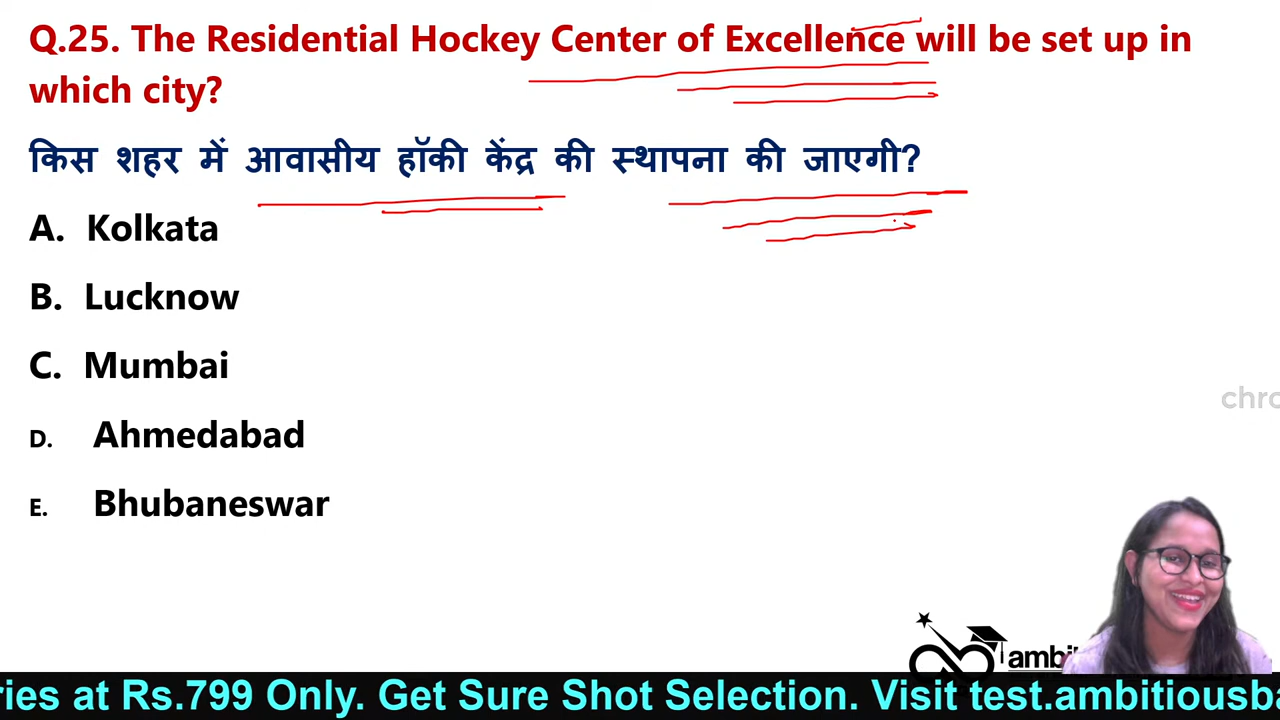 Q.25. The Residential Hockey Center of Excellence will be set up in
which city?
किस शहर में आवासीय हॉकी केंद्र की स्थापना की जाएगी?
A. Kolkata
B. Lucknow
C. Mumbai
D. Ahmedabad
E. Bhubaneswar
chro
ambi
ries at Rs.799 Only. Get Sure Shot Selection. Visit test.ambitiousba